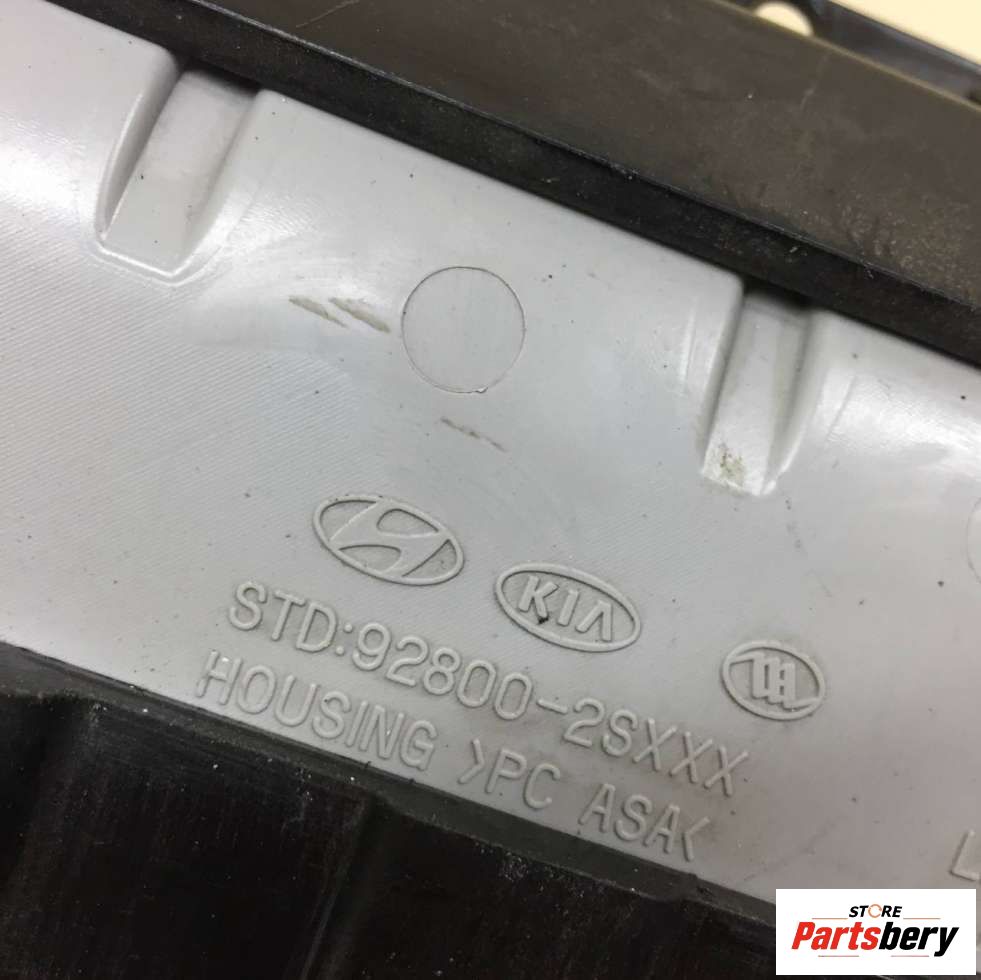 KIA
STD:92800-2SXXX
HOUSING >PC ASA<
STORE
Partsbery